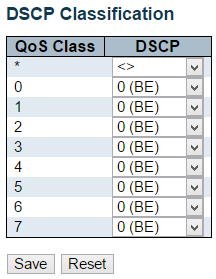 DSCP Classification
QoS Class DSCP
* <>
0 0 (BE)
1 0 (BE)
2 0 (BE)
3 0 (BE)
4 0 (BE)
5 0 (BE)
6 0 (BE)
7 0 (BE)
Save Reset